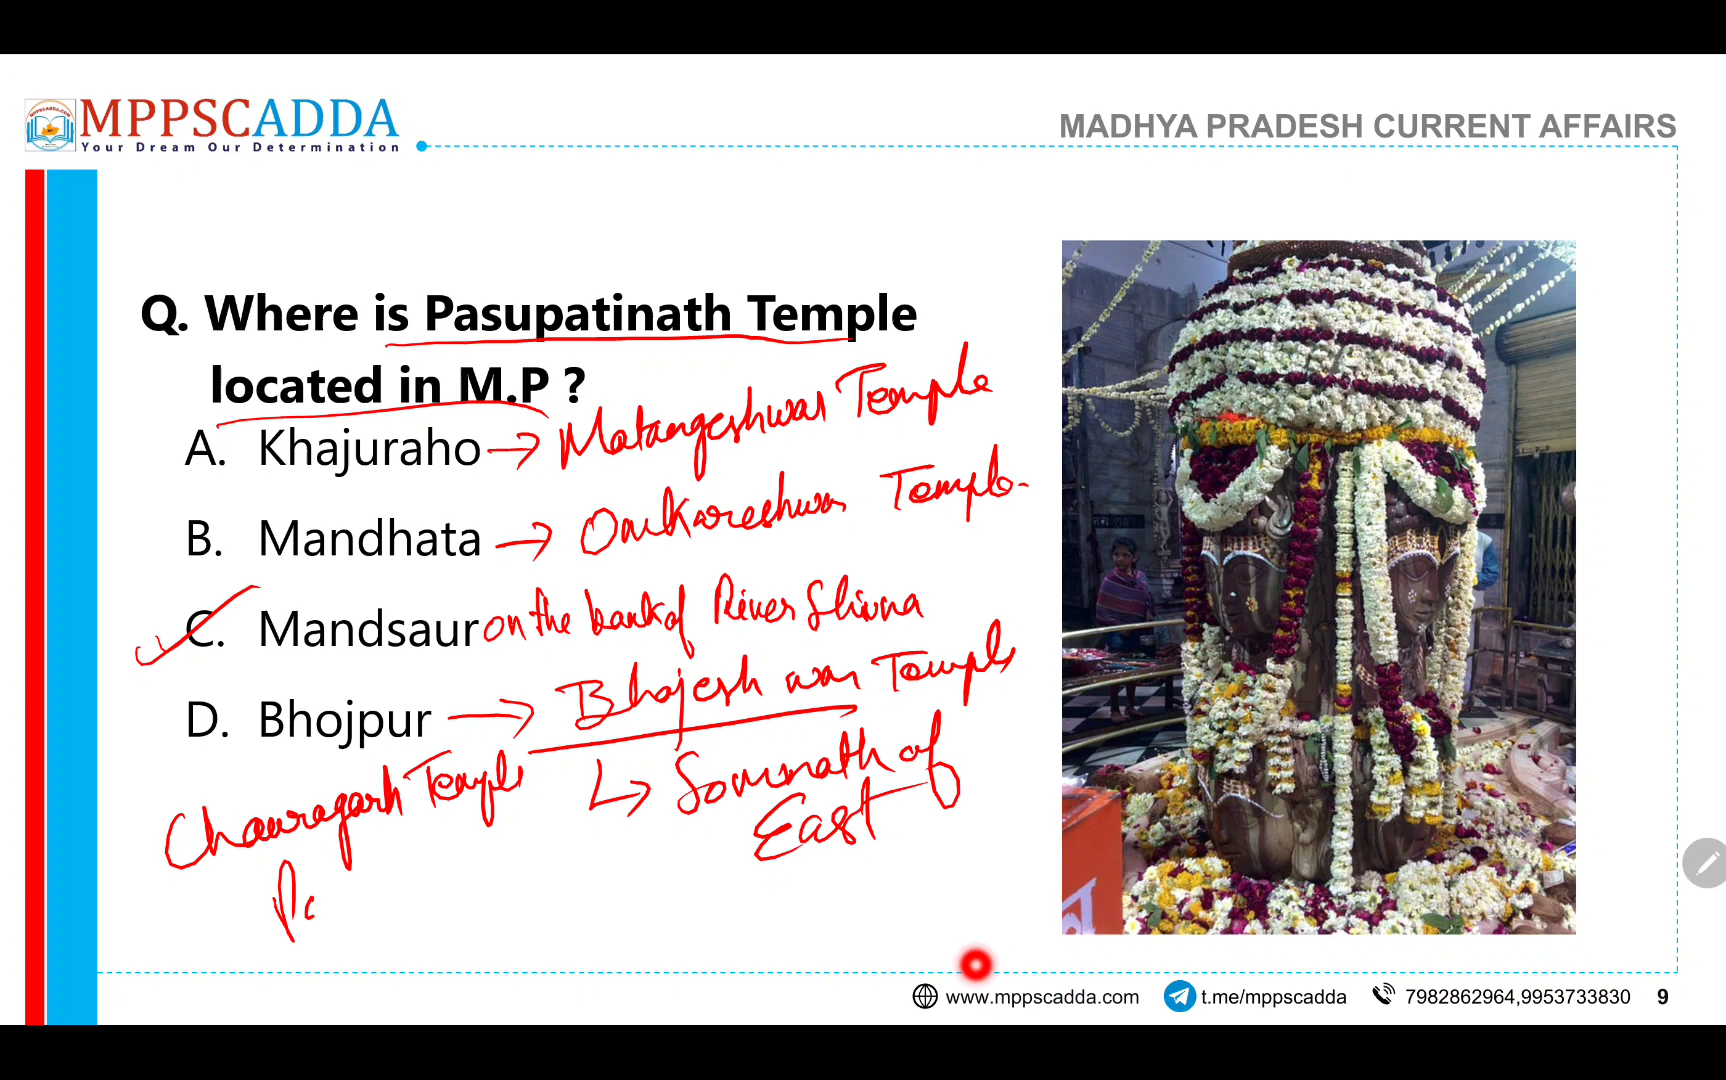 MPPSCADDA
Your Dream Our Determination
MADHYA PRADESH CURRENT AFFAIRS
Q. Where is Pasupatinath Temple
located in M.P ?
A. Khajuraho → Matangeshwar Temple
B. Mandhata → Omkareshwar Temple
C. Mandsaur on the bank of River Shivna
D. Bhojpur → Bhojeshwar Temple
↳ Somnath of
East
Chauragarh Temple
www.mppscadda.com t.me/mppscadda 7982862964,9953733830 9